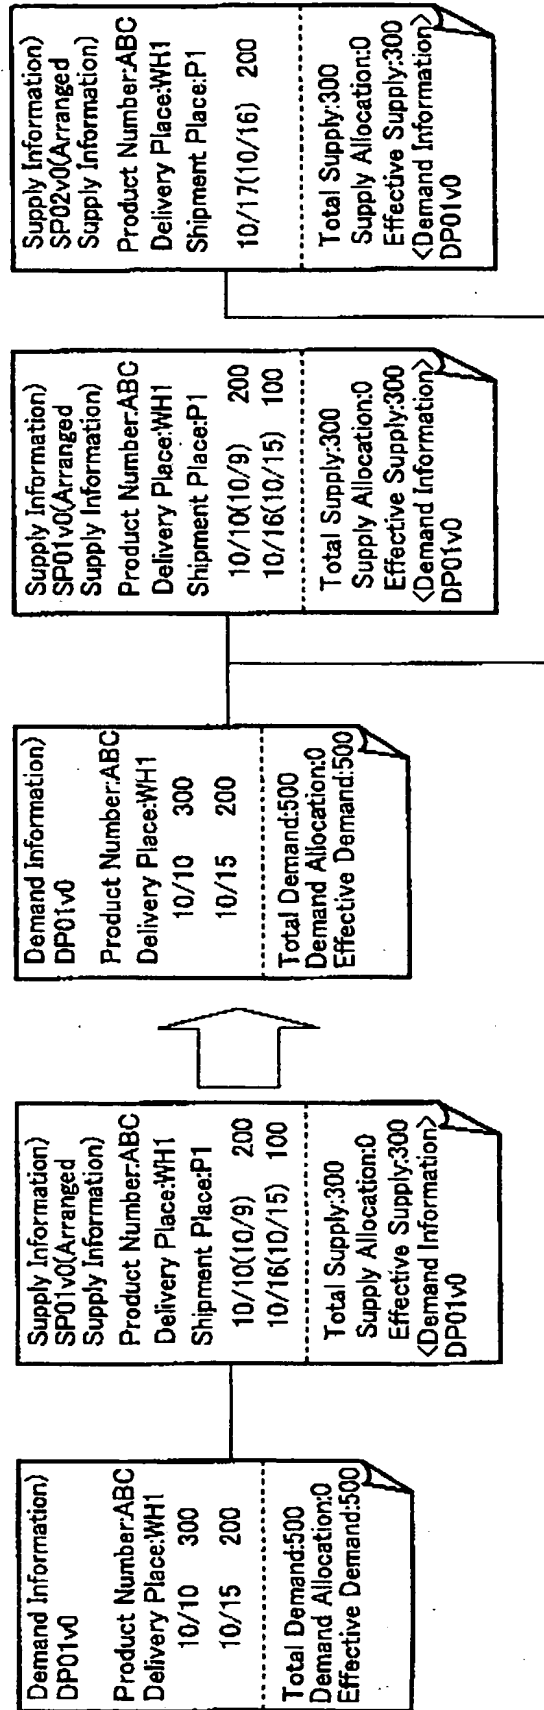 Demand Information)
DP01v0
Product Number:ABC
Delivery Place:WH1
10/10 300
10/15 200
Total Demand:500
Demand Allocation:0
Effective Demand:500
Supply Information)
SP01v0(Arranged
Supply Information)
Product Number:ABC
Delivery Place:WH1
Shipment Place:P1
10/10(10/9) 200
10/16(10/15) 100
Total Supply:300
Supply Allocation:0
Effective Supply:300
<Demand Information>
DP01v0
Demand Information)
DP01v0
Product Number:ABC
Delivery Place:WH1
10/10 300
10/15 200
Total Demand:500
Demand Allocation:0
Effective Demand:500
Supply Information)
SP01v0(Arranged
Supply Information)
Product Number:ABC
Delivery Place:WH1
Shipment Place:P1
10/10(10/9) 200
10/16(10/15) 100
Total Supply:300
Supply Allocation:0
Effective Supply:300
<Demand Information>
DP01v0
Supply Information)
SP02v0(Arranged
Supply Information)
Product Number:ABC
Delivery Place:WH1
Shipment Place:P1
10/17(10/16) 200
Total Supply:300
Supply Allocation:0
Effective Supply:300
<Demand Information>
DP01v0